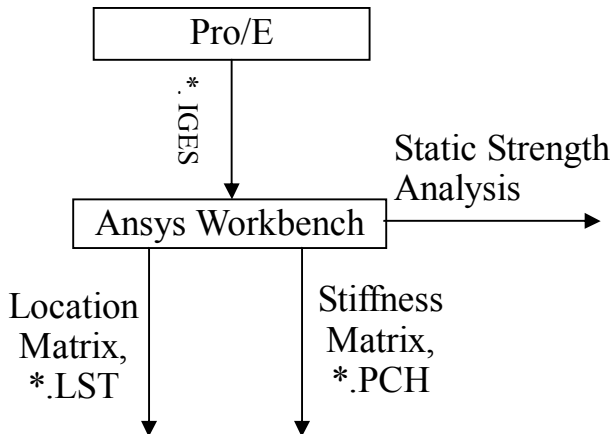 Pro/E
*. IGES
Static Strength
Analysis
Ansys Workbench
Location
Matrix,
*.LST
Stiffness
Matrix,
*.PCH